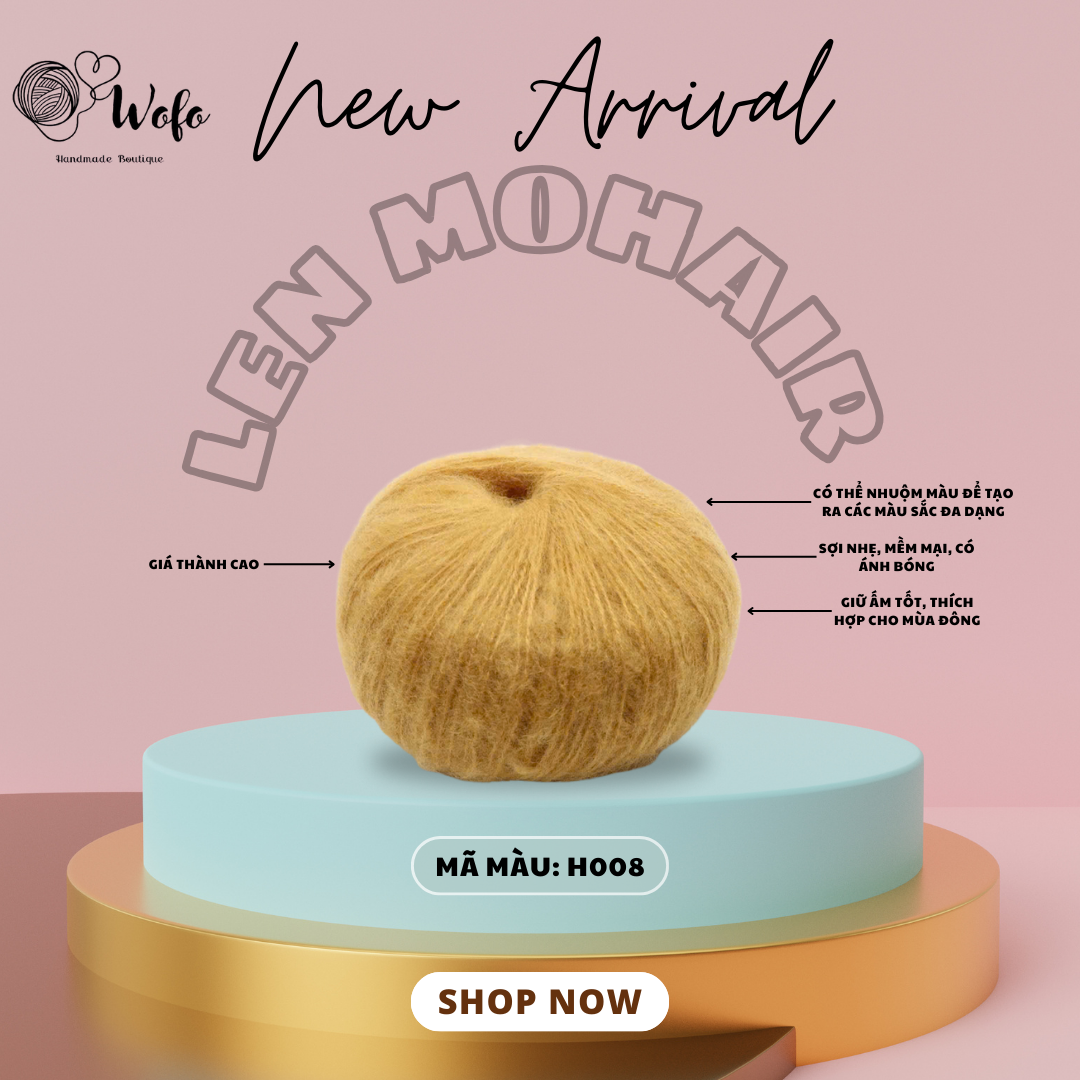 Wofo
Handmade Boutique
New Arrival
LEN MOHAIR
CÓ THỂ NHUỘM MÀU ĐỂ TẠO
RA CÁC MÀU SẮC ĐA DẠNG
SỢI NHẸ, MỀM MẠI, CÓ
ÁNH BÓNG
GIÁ THÀNH CAO
GIỮ ẤM TỐT, THÍCH
HỢP CHO MÙA ĐÔNG
MÃ MÀU: H008
SHOP NOW